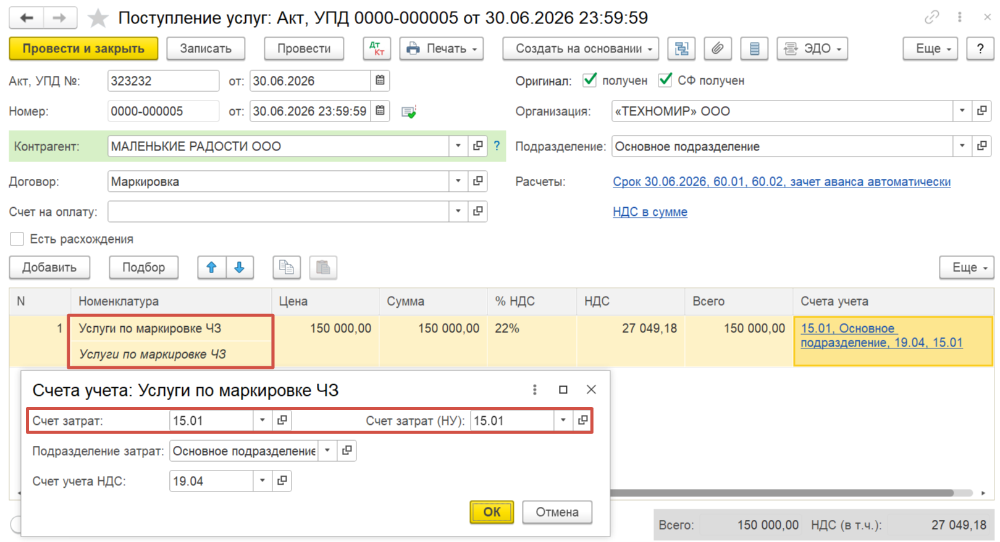 Поступление услуг: Акт, УПД 0000-000005 от 30.06.2026 23:59:59
Провести и закрыть Записать Провести Дт Кт Печать Создать на основании ЭДО Еще ?
Акт, УПД №: 323232 от: 30.06.2026 Оригинал: получен СФ получен
Номер: 0000-000005 от: 30.06.2026 23:59:59 Организация: «ТЕХНОМИР» ООО
Контрагент: МАЛЕНЬКИЕ РАДОСТИ ООО ? Подразделение: Основное подразделение
Договор: Маркировка Расчеты: Срок 30.06.2026, 60.01, 60.02, зачет аванса автоматически
Счет на оплату: НДС в сумме
Есть расхождения
Добавить Подбор Еще
N Номенклатура Цена Сумма % НДС НДС Всего Счета учета
1 Услуги по маркировке ЧЗ 150 000,00 150 000,00 22% 27 049,18 150 000,00 15.01, Основное
Услуги по маркировке ЧЗ подразделение, 19.04, 15.01
Счета учета: Услуги по маркировке ЧЗ
Счет затрат: 15.01 Счет затрат (НУ): 15.01
Подразделение затрат: Основное подразделение
Счет учета НДС: 19.04
ОК Отмена
Всего: 150 000,00 НДС (в т.ч.): 27 049,18